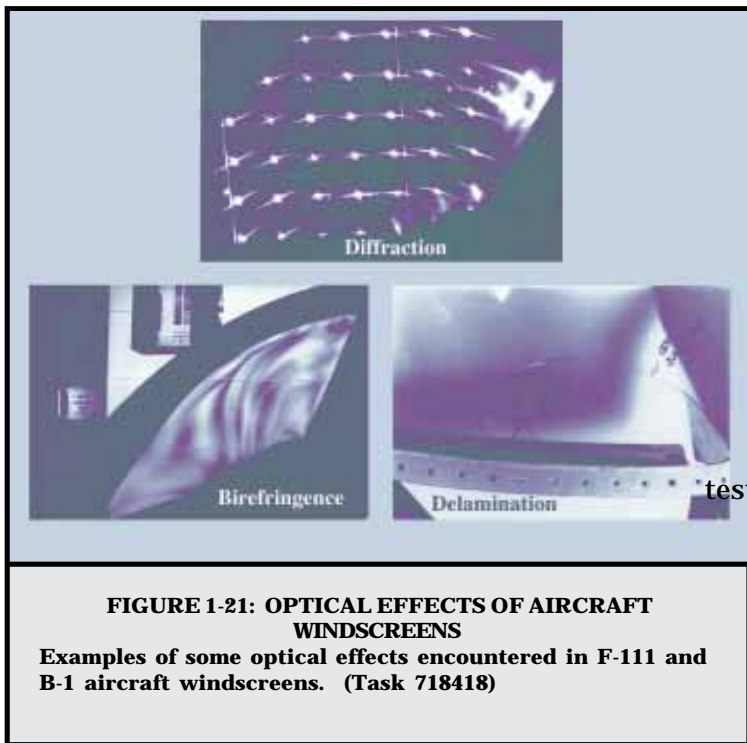 Diffraction
Birefringence
Delamination
tes
FIGURE 1-21: OPTICAL EFFECTS OF AIRCRAFT
WINDSCREENS
Examples of some optical effects encountered in F-111 and
B-1 aircraft windscreens. (Task 718418)